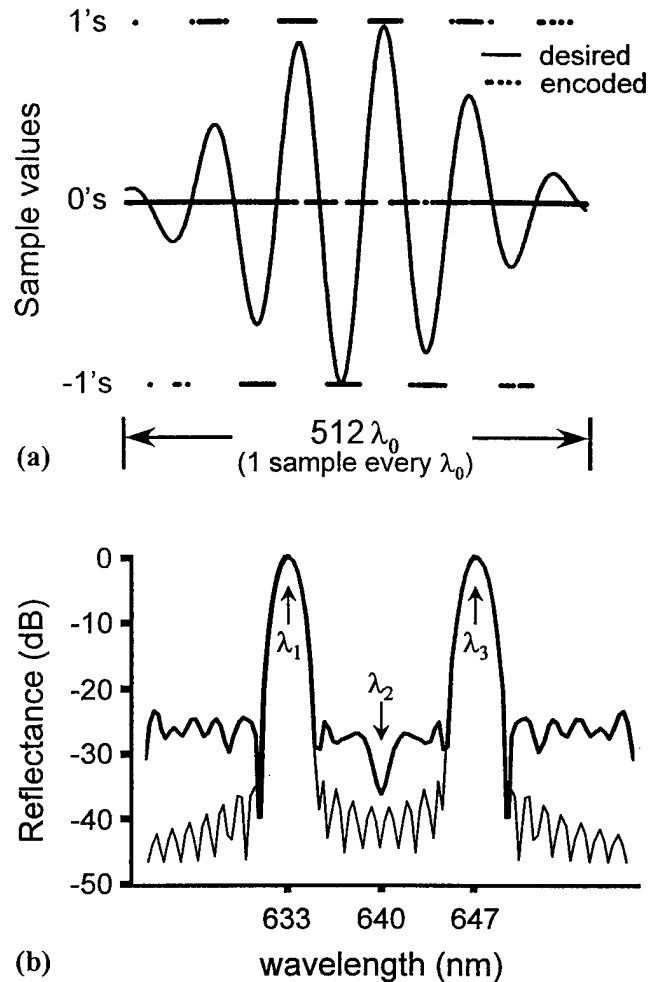 1's
desired
encoded
Sample values
0's
-1's
512 λ₀
(a)
(1 sample every λ₀)
0
-10
λ₁
λ₃
λ₂
-20
-30
-40
-50
Reflectance (dB)
633
640
647
(b)
wavelength (nm)